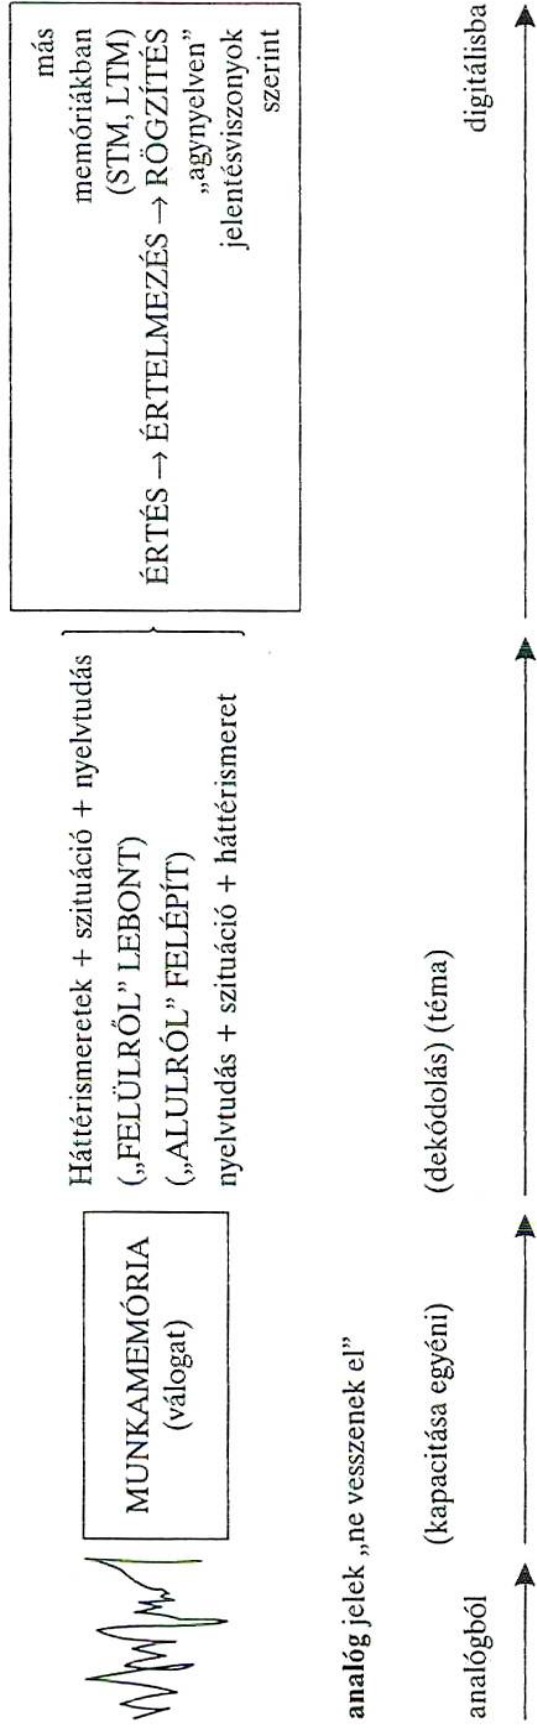 MUNKAMEMÓRIA
(válogat)
Háttérismeretek + szituáció + nyelvtudás
(„FELÜLRŐL” LEBONT)
(„ALULRÓL” FELÉPÍT)
nyelvtudás + szituáció + háttérismeret
más
memóriákban
(STM, LTM)
ÉRTÉS → ÉRTELMEZÉS → RÖGZÍTÉS
„agynyelven”
jelentésviszonyok
szerint
analóg jelek „ne vesszenek el”
(kapacitása egyéni)
(dekódolás) (téma)
analógból
digitálisba